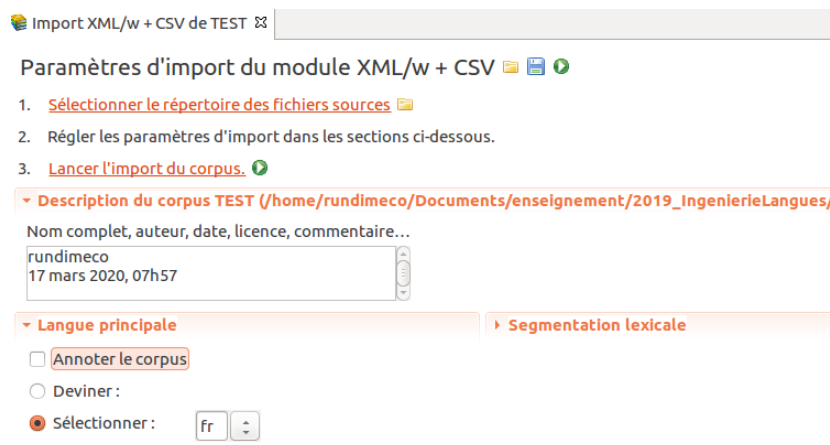 Import XML/w + CSV de TEST
Paramètres d'import du module XML/w + CSV
1. Sélectionner le répertoire des fichiers sources
2. Régler les paramètres d'import dans les sections ci-dessous.
3. Lancer l'import du corpus.
Description du corpus TEST (/home/rundimeco/Documents/enseignement/2019_IngenierieLangues/
Nom complet, auteur, date, licence, commentaire…
rundimeco
17 mars 2020, 07h57
Langue principale
Segmentation lexicale
Annoter le corpus
Deviner :
Sélectionner : fr